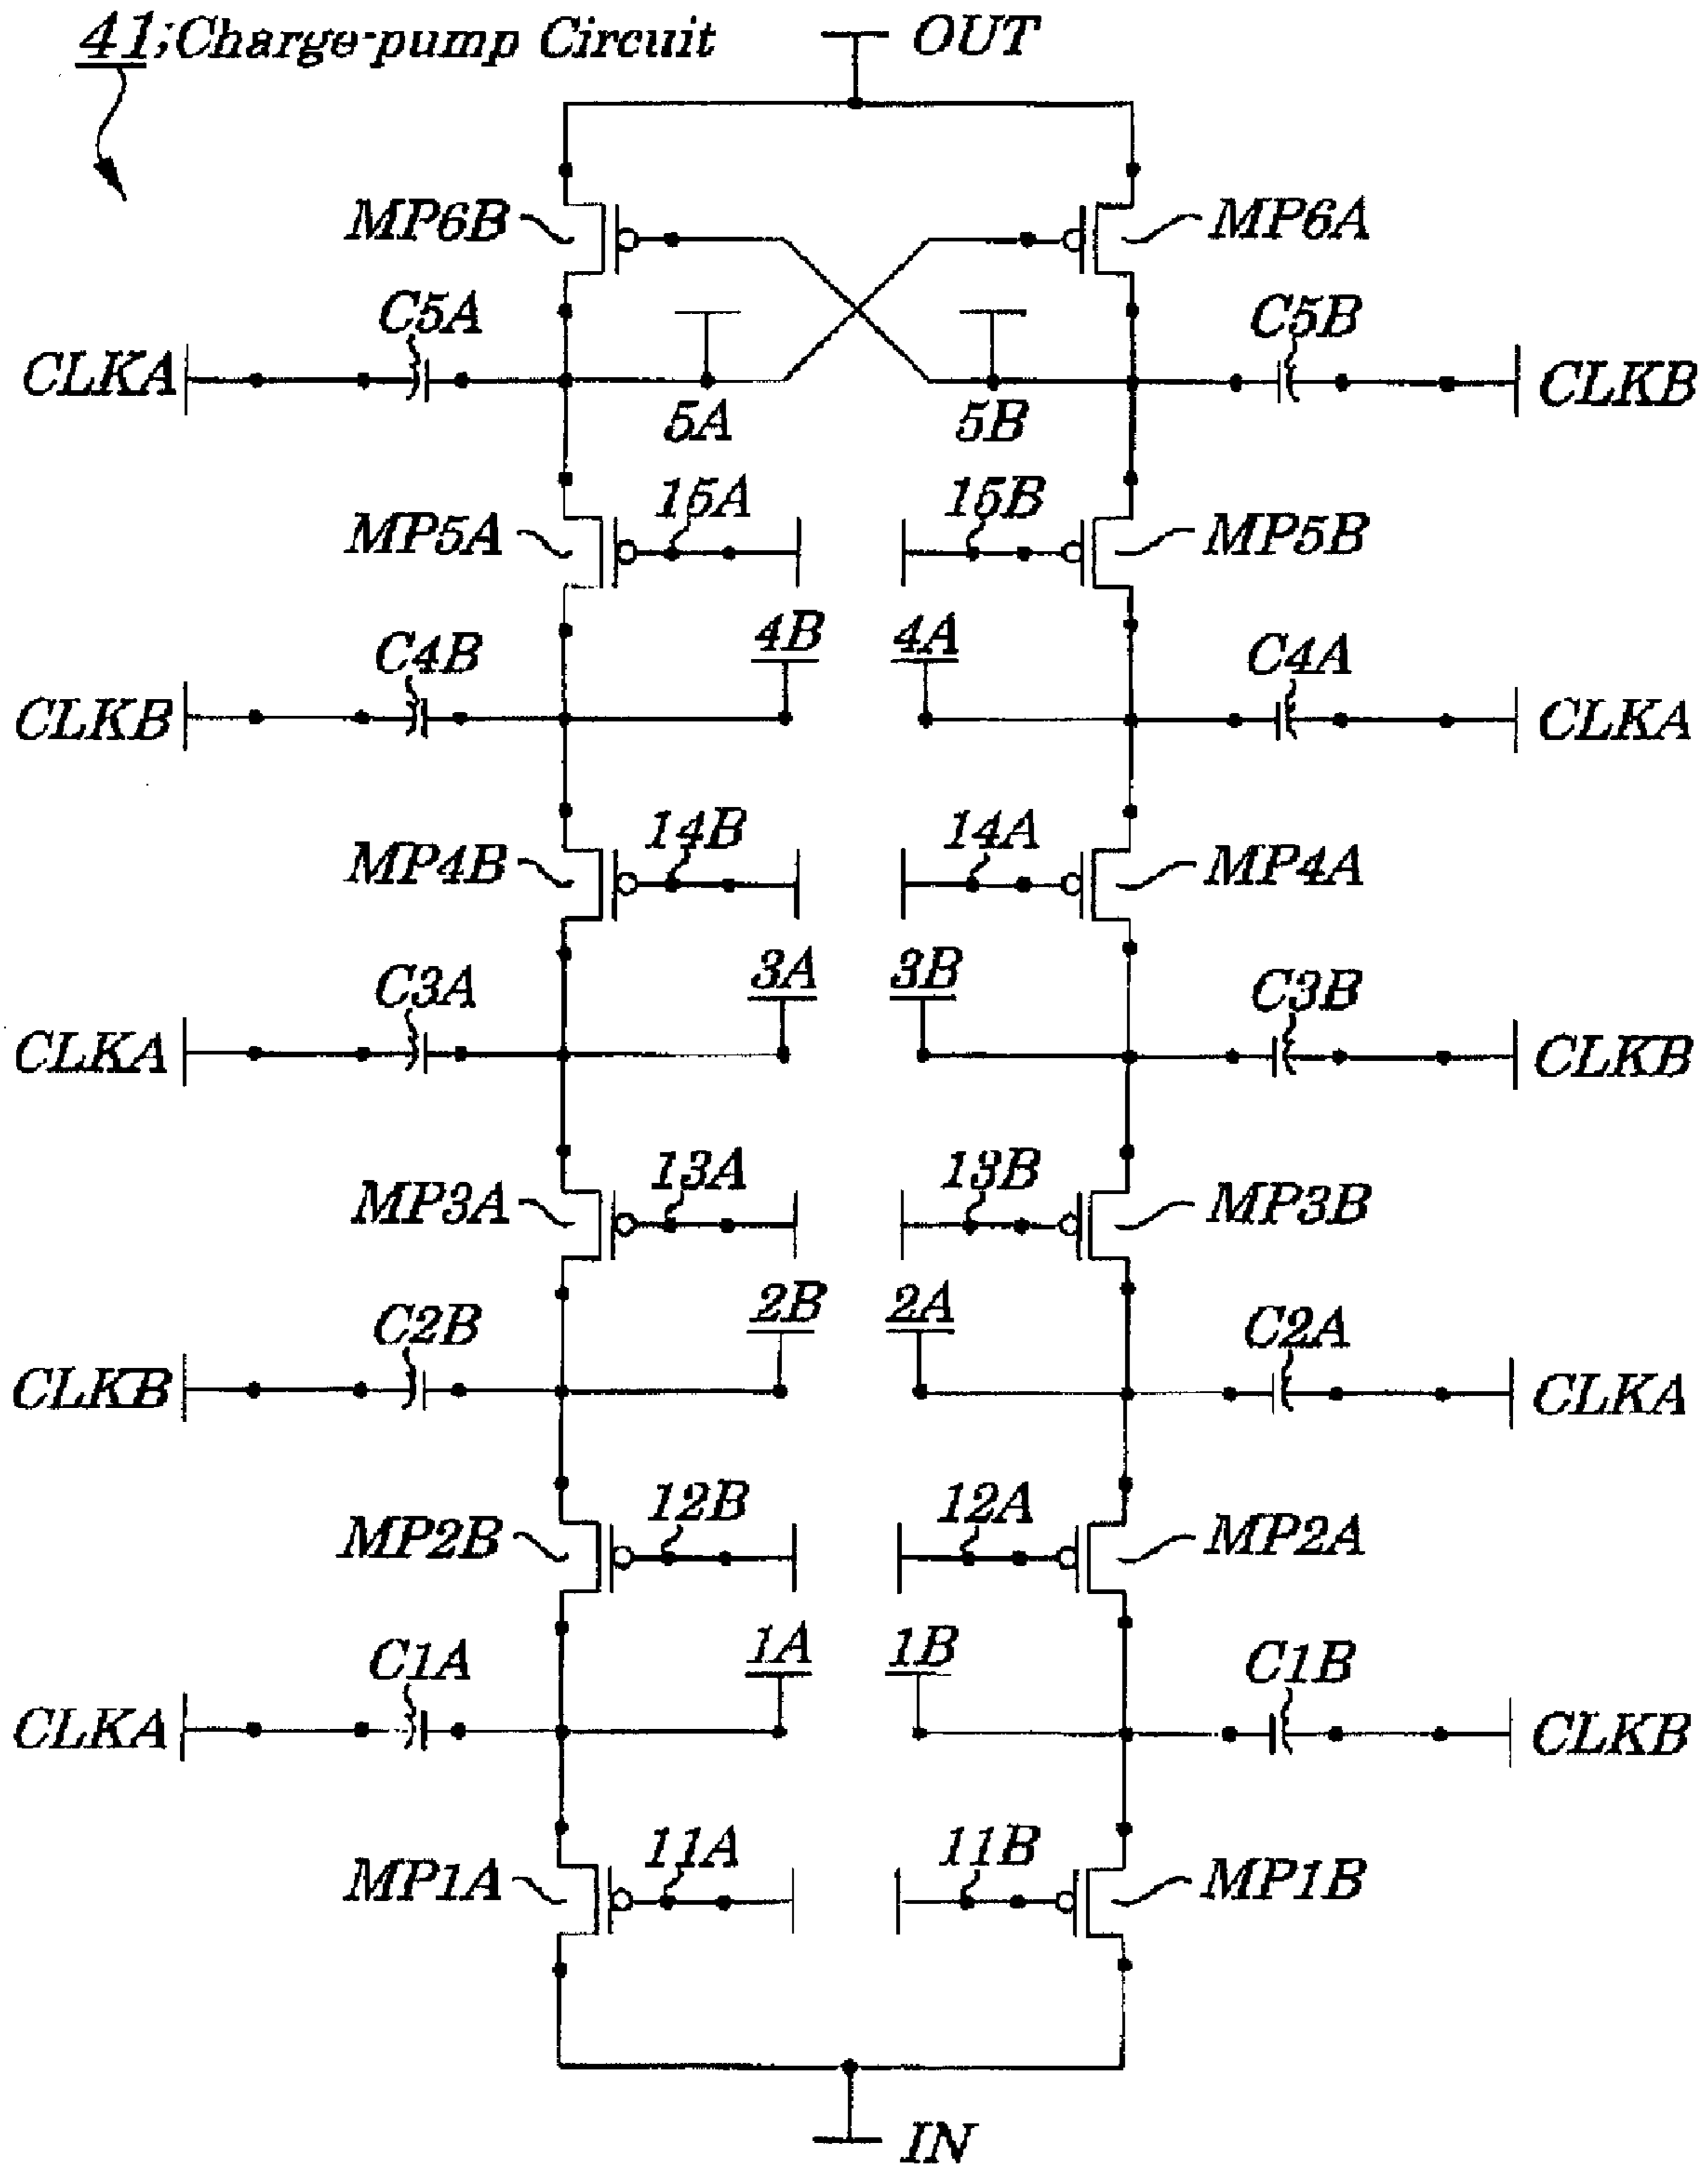 41;Charge-pump Circuit
OUT
MP6B
MP6A
C5A
C5B
CLKA
CLKB
5A
5B
15A
15B
MP5A
MP5B
4B
4A
C4B
C4A
CLKB
CLKA
14B
14A
MP4B
MP4A
3A
3B
C3A
C3B
CLKA
CLKB
13A
13B
MP3A
MP3B
2B
2A
C2B
C2A
CLKB
CLKA
12B
12A
MP2B
MP2A
1A
1B
C1A
C1B
CLKA
CLKB
11A
11B
MP1A
MP1B
IN